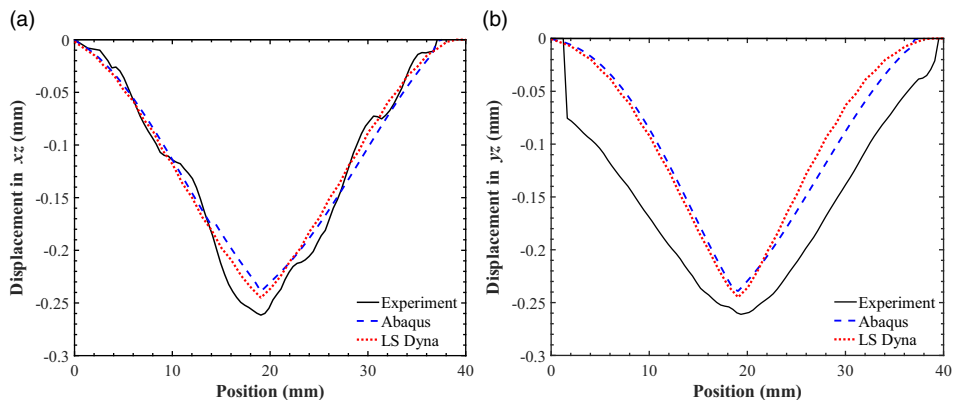 (a)
Displacement in xz (mm)
0
-0.05
-0.1
-0.15
-0.2
-0.25
-0.3
Experiment
Abaqus
LS Dyna
0 10 20 30 40
Position (mm)
(b)
Displacement in yz (mm)
0
-0.05
-0.1
-0.15
-0.2
-0.25
-0.3
Experiment
Abaqus
LS Dyna
0 10 20 30 40
Position (mm)